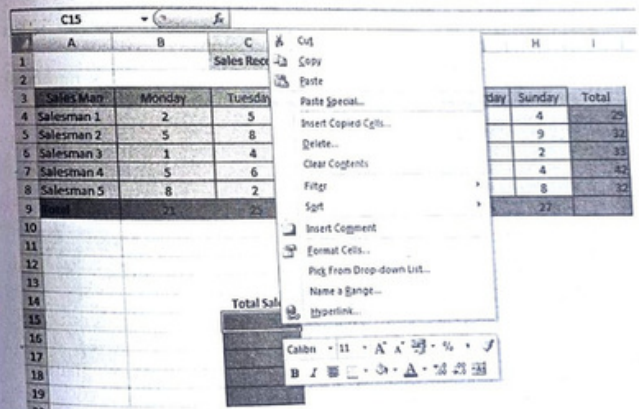 C15 fx
A B C H I
1 Sales Reco
2
3 Sales Man Monday Tuesday day Sunday Total
4 Salesman 1 2 5 4 29
5 Salesman 2 5 8 9 32
6 Salesman 3 1 4 2 33
7 Salesman 4 5 6 4 42
8 Salesman 5 8 2 8 32
9 Total 21 25 27
10
11
12
13
14 Total Sale
15
16
17
18
19
Cut
Copy
Paste
Paste Special...
Insert Copied Cells...
Delete...
Clear Contents
Filter
Sort
Insert Comment
Format Cells...
Pick From Drop-down List...
Name a Range...
Hyperlink...
Calibri 11 A A % ,
B I A